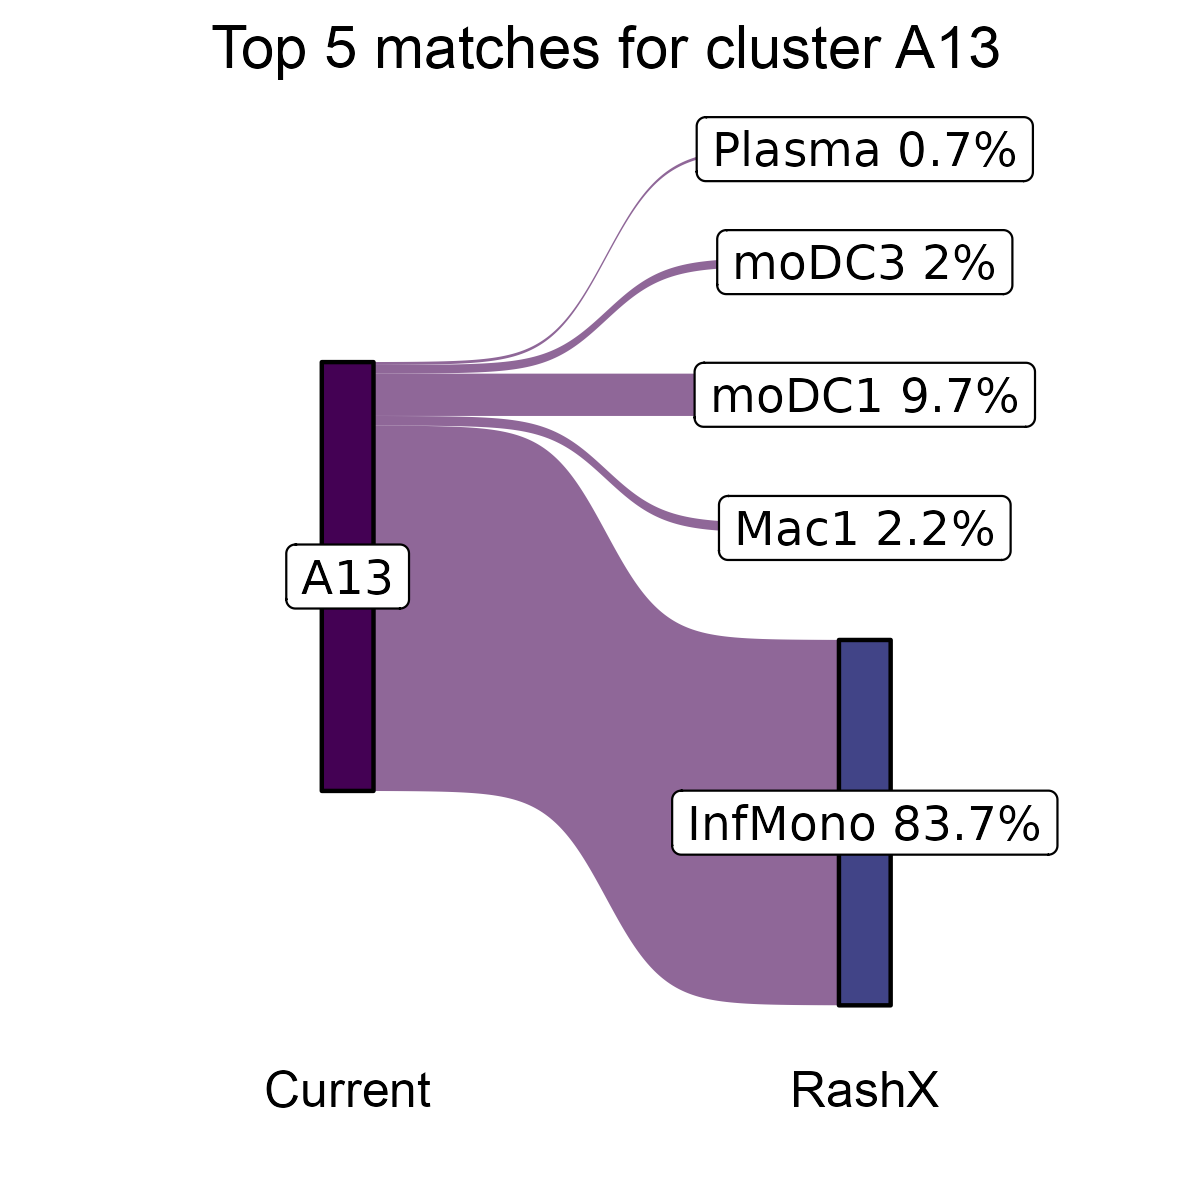 Top 5 matches for cluster A13
Plasma 0.7%
moDC3 2%
moDC1 9.7%
Mac1 2.2%
A13
InfMono 83.7%
Current
RashX